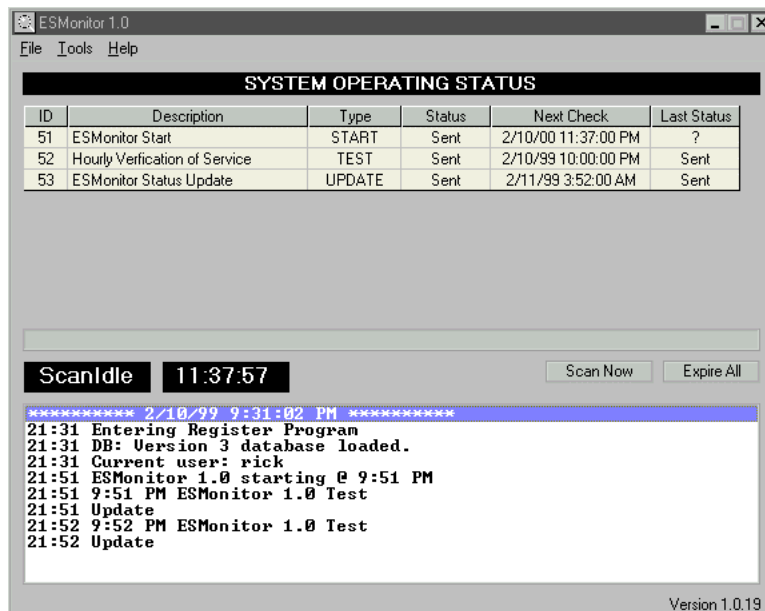 ESMonitor 1.0
File Tools Help
SYSTEM OPERATING STATUS
ID Description Type Status Next Check Last Status
51 ESMonitor Start START Sent 2/10/00 11:37:00 PM ?
52 Hourly Verfication of Service TEST Sent 2/10/99 10:00:00 PM Sent
53 ESMonitor Status Update UPDATE Sent 2/11/99 3:52:00 AM Sent
ScanIdle 11:37:57 Scan Now Expire All
********** 2/10/99 9:31:02 PM **********
21:31 Entering Register Program
21:31 DB: Version 3 database loaded.
21:31 Current user: rick
21:51 ESMonitor 1.0 starting @ 9:51 PM
21:51 9:51 PM ESMonitor 1.0 Test
21:51 Update
21:52 9:52 PM ESMonitor 1.0 Test
21:52 Update
Version 1.0.19